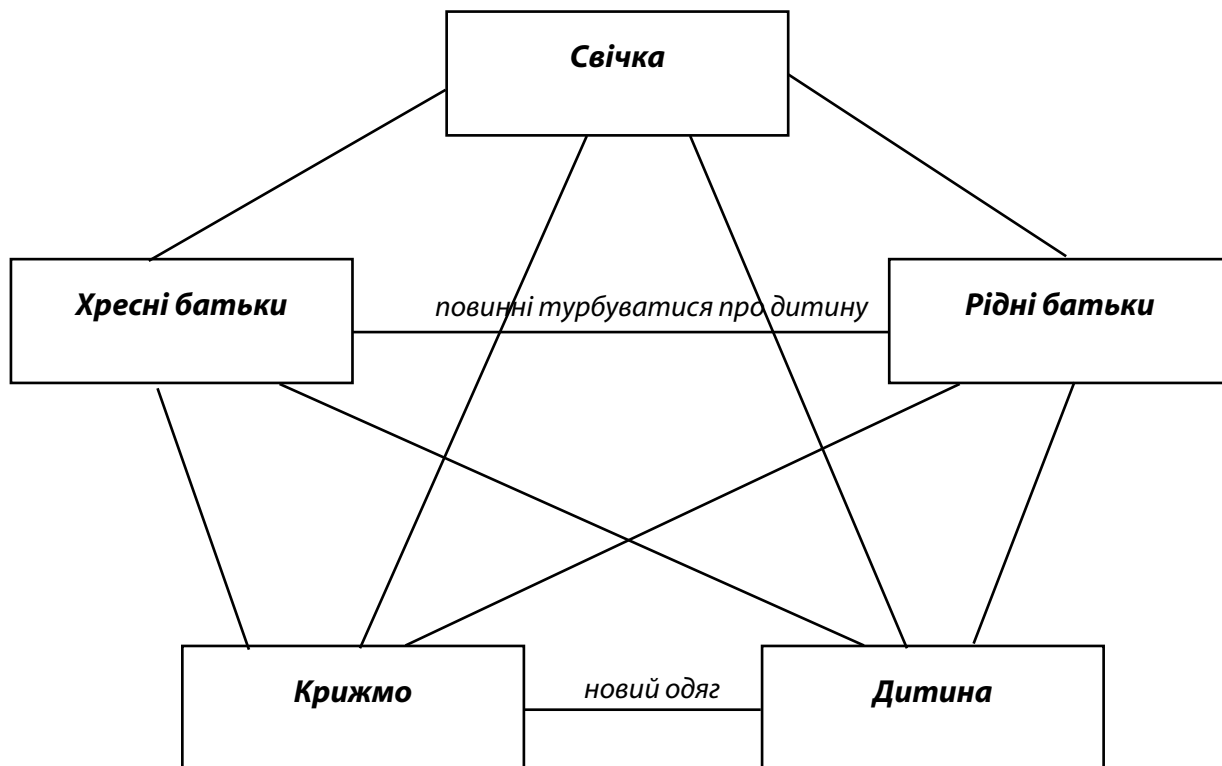 Свічка
Хресні батьки
повинні турбуватися про дитину
Рідні батьки
Крижмо
новий одяг
Дитина